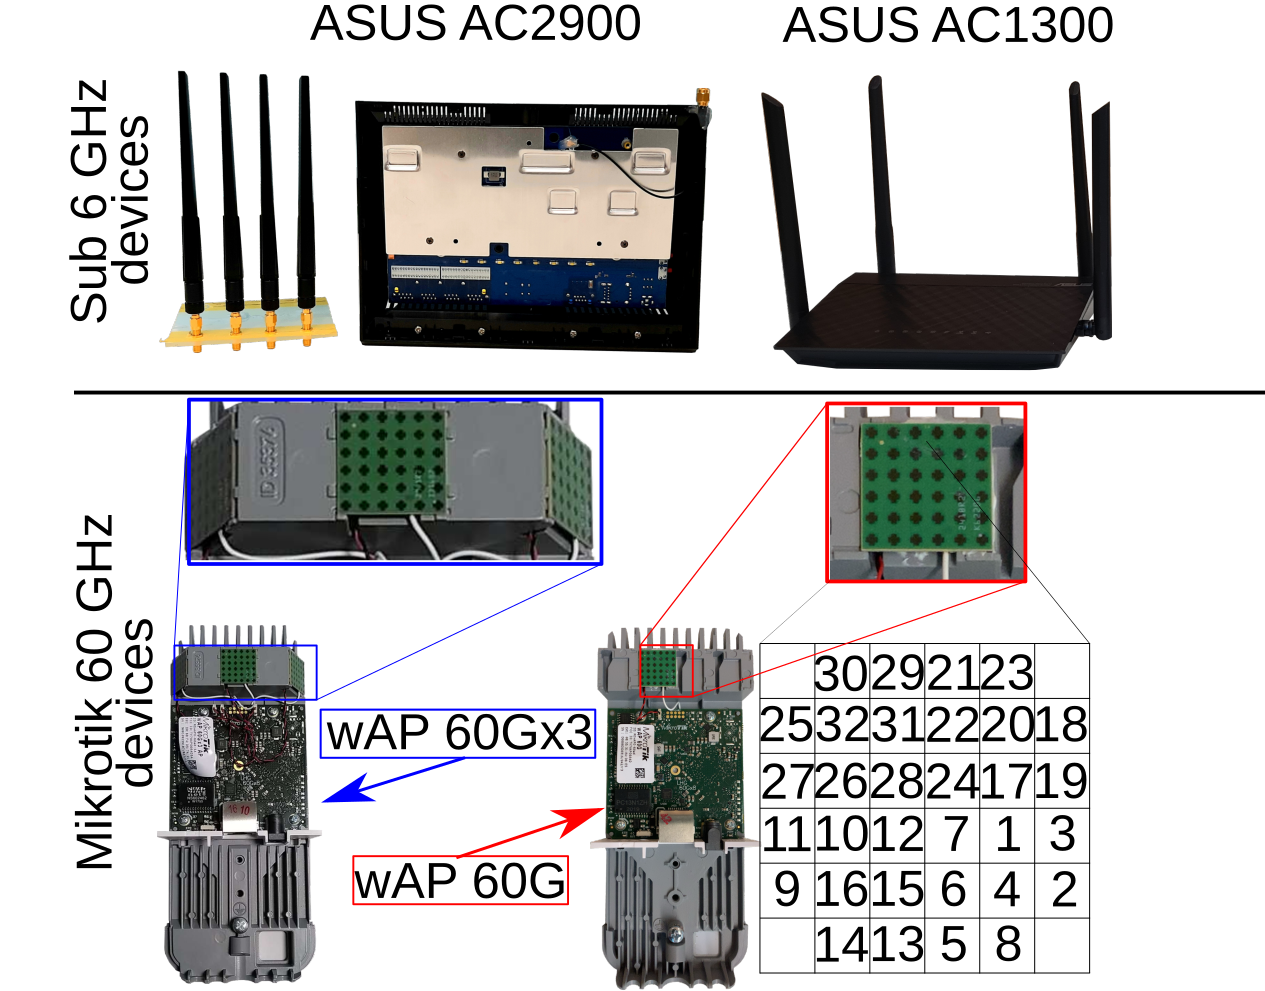 ASUS AC2900
ASUS AC1300
Sub 6 GHz
devices
ID 3597A
Mikrotik 60 GHz
devices
wAP 60Gx3
wAP 60G
30 29 21 23
25 32 31 22 20 18
27 26 28 24 17 19
11 10 12 7 1 3
9 16 15 6 4 2
14 13 5 8